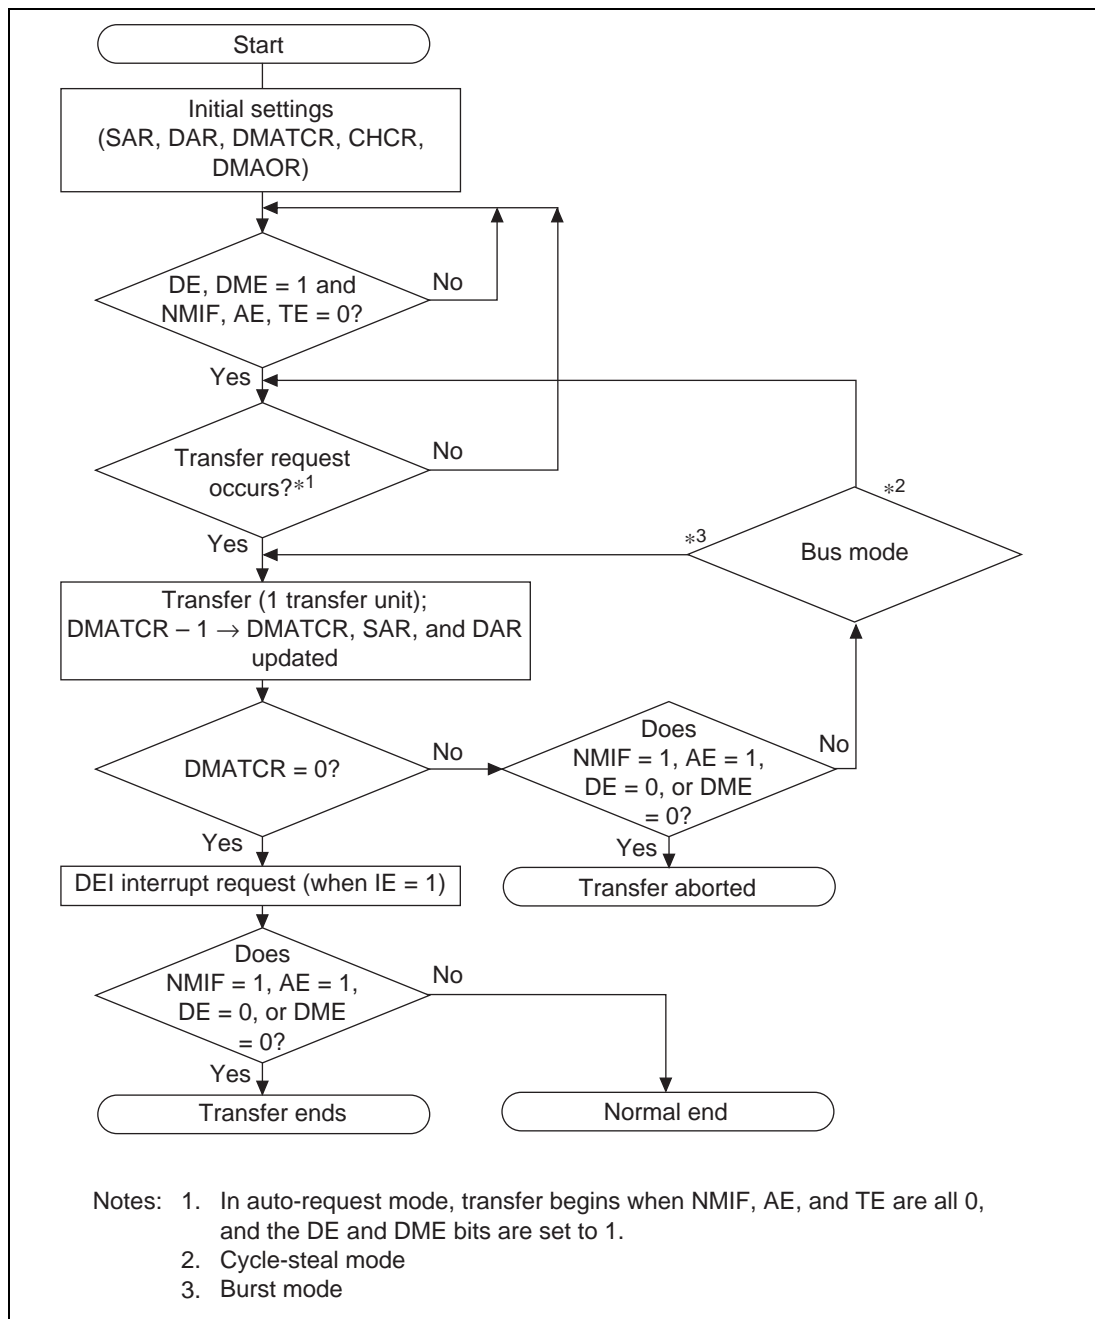 Start
Initial settings
(SAR, DAR, DMATCR, CHCR,
DMAOR)
DE, DME = 1 and
NMIF, AE, TE = 0?
No
Yes
Transfer request
occurs?*1
No
Yes
*2
*3
Bus mode
Transfer (1 transfer unit);
DMATCR – 1 → DMATCR, SAR, and DAR
updated
DMATCR = 0?
No
Does
NMIF = 1, AE = 1,
DE = 0, or DME
= 0?
No
Yes
Yes
DEI interrupt request (when IE = 1)
Transfer aborted
Does
NMIF = 1, AE = 1,
DE = 0, or DME
= 0?
No
Yes
Transfer ends
Normal end
Notes: 1. In auto-request mode, transfer begins when NMIF, AE, and TE are all 0,
and the DE and DME bits are set to 1.
2. Cycle-steal mode
3. Burst mode